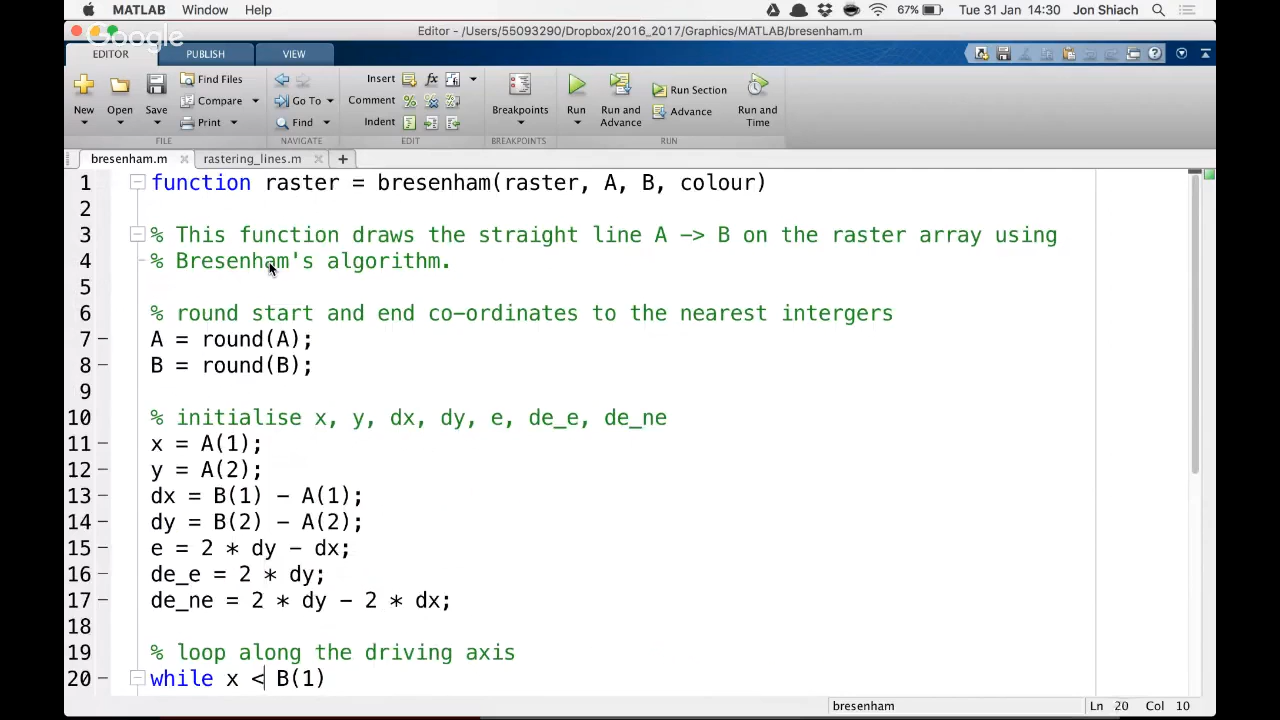 MATLAB Window Help 67% Tue 31 Jan 14:30 Jon Shiach
Google
Editor - /Users/55093290/Dropbox/2016_2017/Graphics/MATLAB/bresenham.m
EDITOR PUBLISH VIEW
New Open Save Find Files Compare Print
Go To Find
Insert Comment Indent
Breakpoints
Run Run and Advance Run Section Advance Run and Time
FILE NAVIGATE EDIT BREAKPOINTS RUN
bresenham.m rastering_lines.m
1 function raster = bresenham(raster, A, B, colour)
2
3 % This function draws the straight line A -> B on the raster array using
4 % Bresenham's algorithm.
5
6 % round start and end co-ordinates to the nearest intergers
7 A = round(A);
8 B = round(B);
9
10 % initialise x, y, dx, dy, e, de_e, de_ne
11 x = A(1);
12 y = A(2);
13 dx = B(1) - A(1);
14 dy = B(2) - A(2);
15 e = 2 * dy - dx;
16 de_e = 2 * dy;
17 de_ne = 2 * dy - 2 * dx;
18
19 % loop along the driving axis
20 while x < B(1)
bresenham Ln 20 Col 10